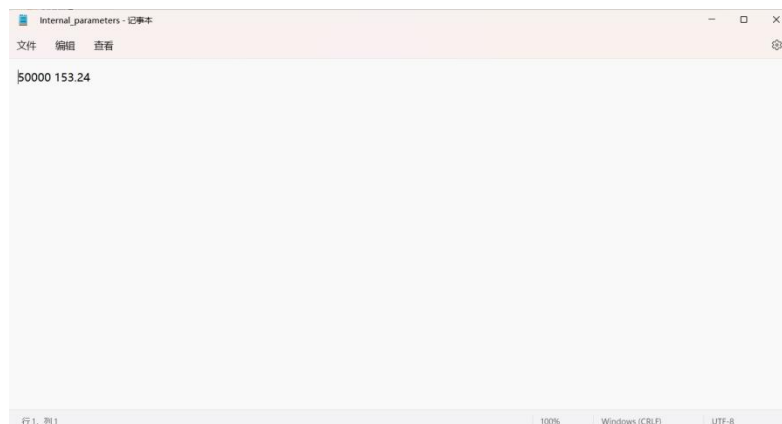 Internal_parameters - 记事本
文件 编辑 查看
50000 153.24
行 1，列 1 100% Windows (CRLF) UTF-8